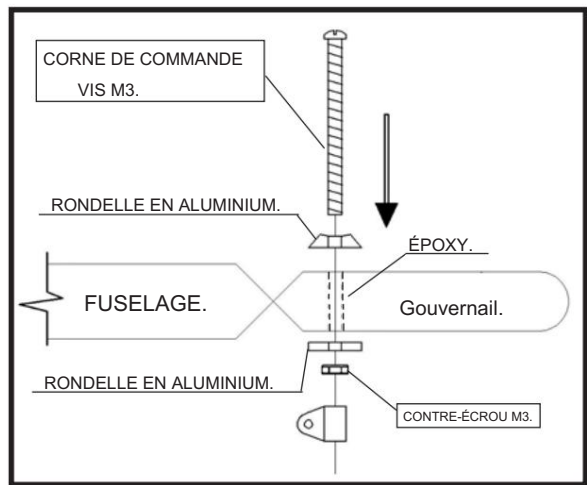 CORNE DE COMMANDE
VIS M3.
RONDELLE EN ALUMINIUM.
ÉPOXY.
FUSELAGE.
Gouvernail.
RONDELLE EN ALUMINIUM.
CONTRE-ÉCROU M3.